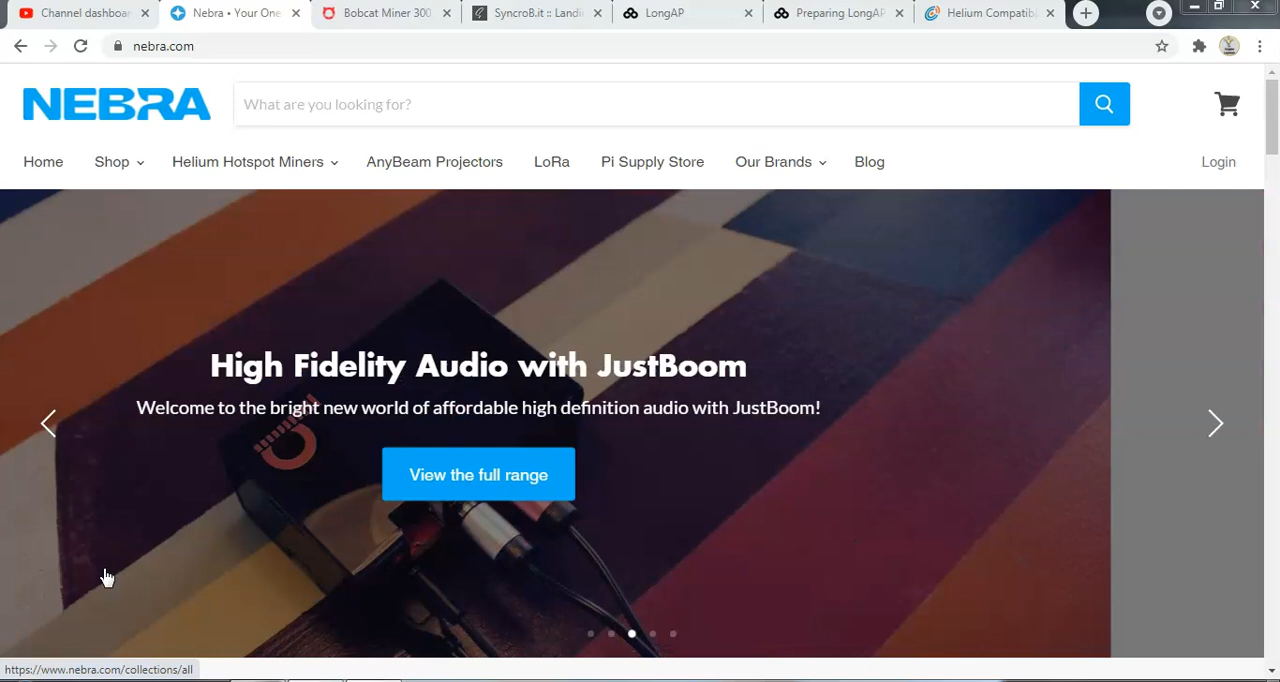 Channel dashboar
Nebra • Your One
Bobcat Miner 300
SyncroB.it :: Landi
LongAP
Preparing LongAP
Helium Compatib
nebra.com
NEBRA
What are you looking for?
Home
Shop
Helium Hotspot Miners
AnyBeam Projectors
LoRa
Pi Supply Store
Our Brands
Blog
Login
High Fidelity Audio with JustBoom
Welcome to the bright new world of affordable high definition audio with JustBoom!
View the full range
https://www.nebra.com/collections/all